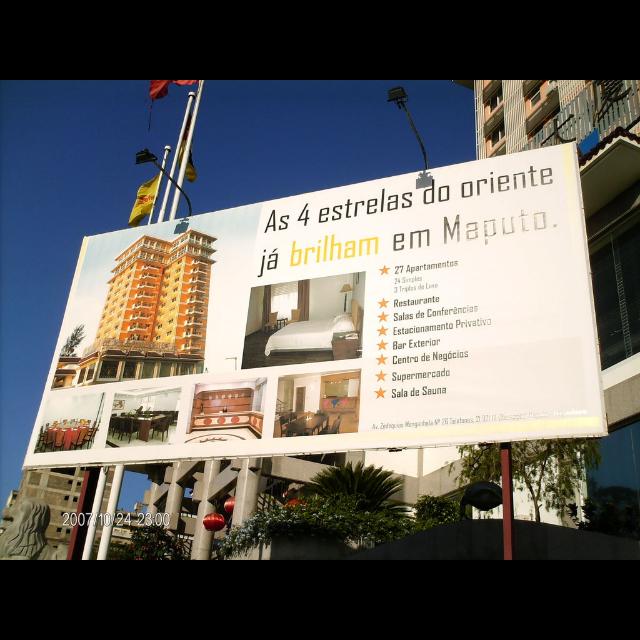 As 4 estrelas do oriente
já brilham em Maputo.
27 Apartamentos
24 Simples
3 Triplos de Luxo
Restaurante
Salas de Conferências
Estacionamento Privativo
Bar Exterior
Centro de Negócios
Supermercado
Sala de Sauna
2007/10/24 23:00